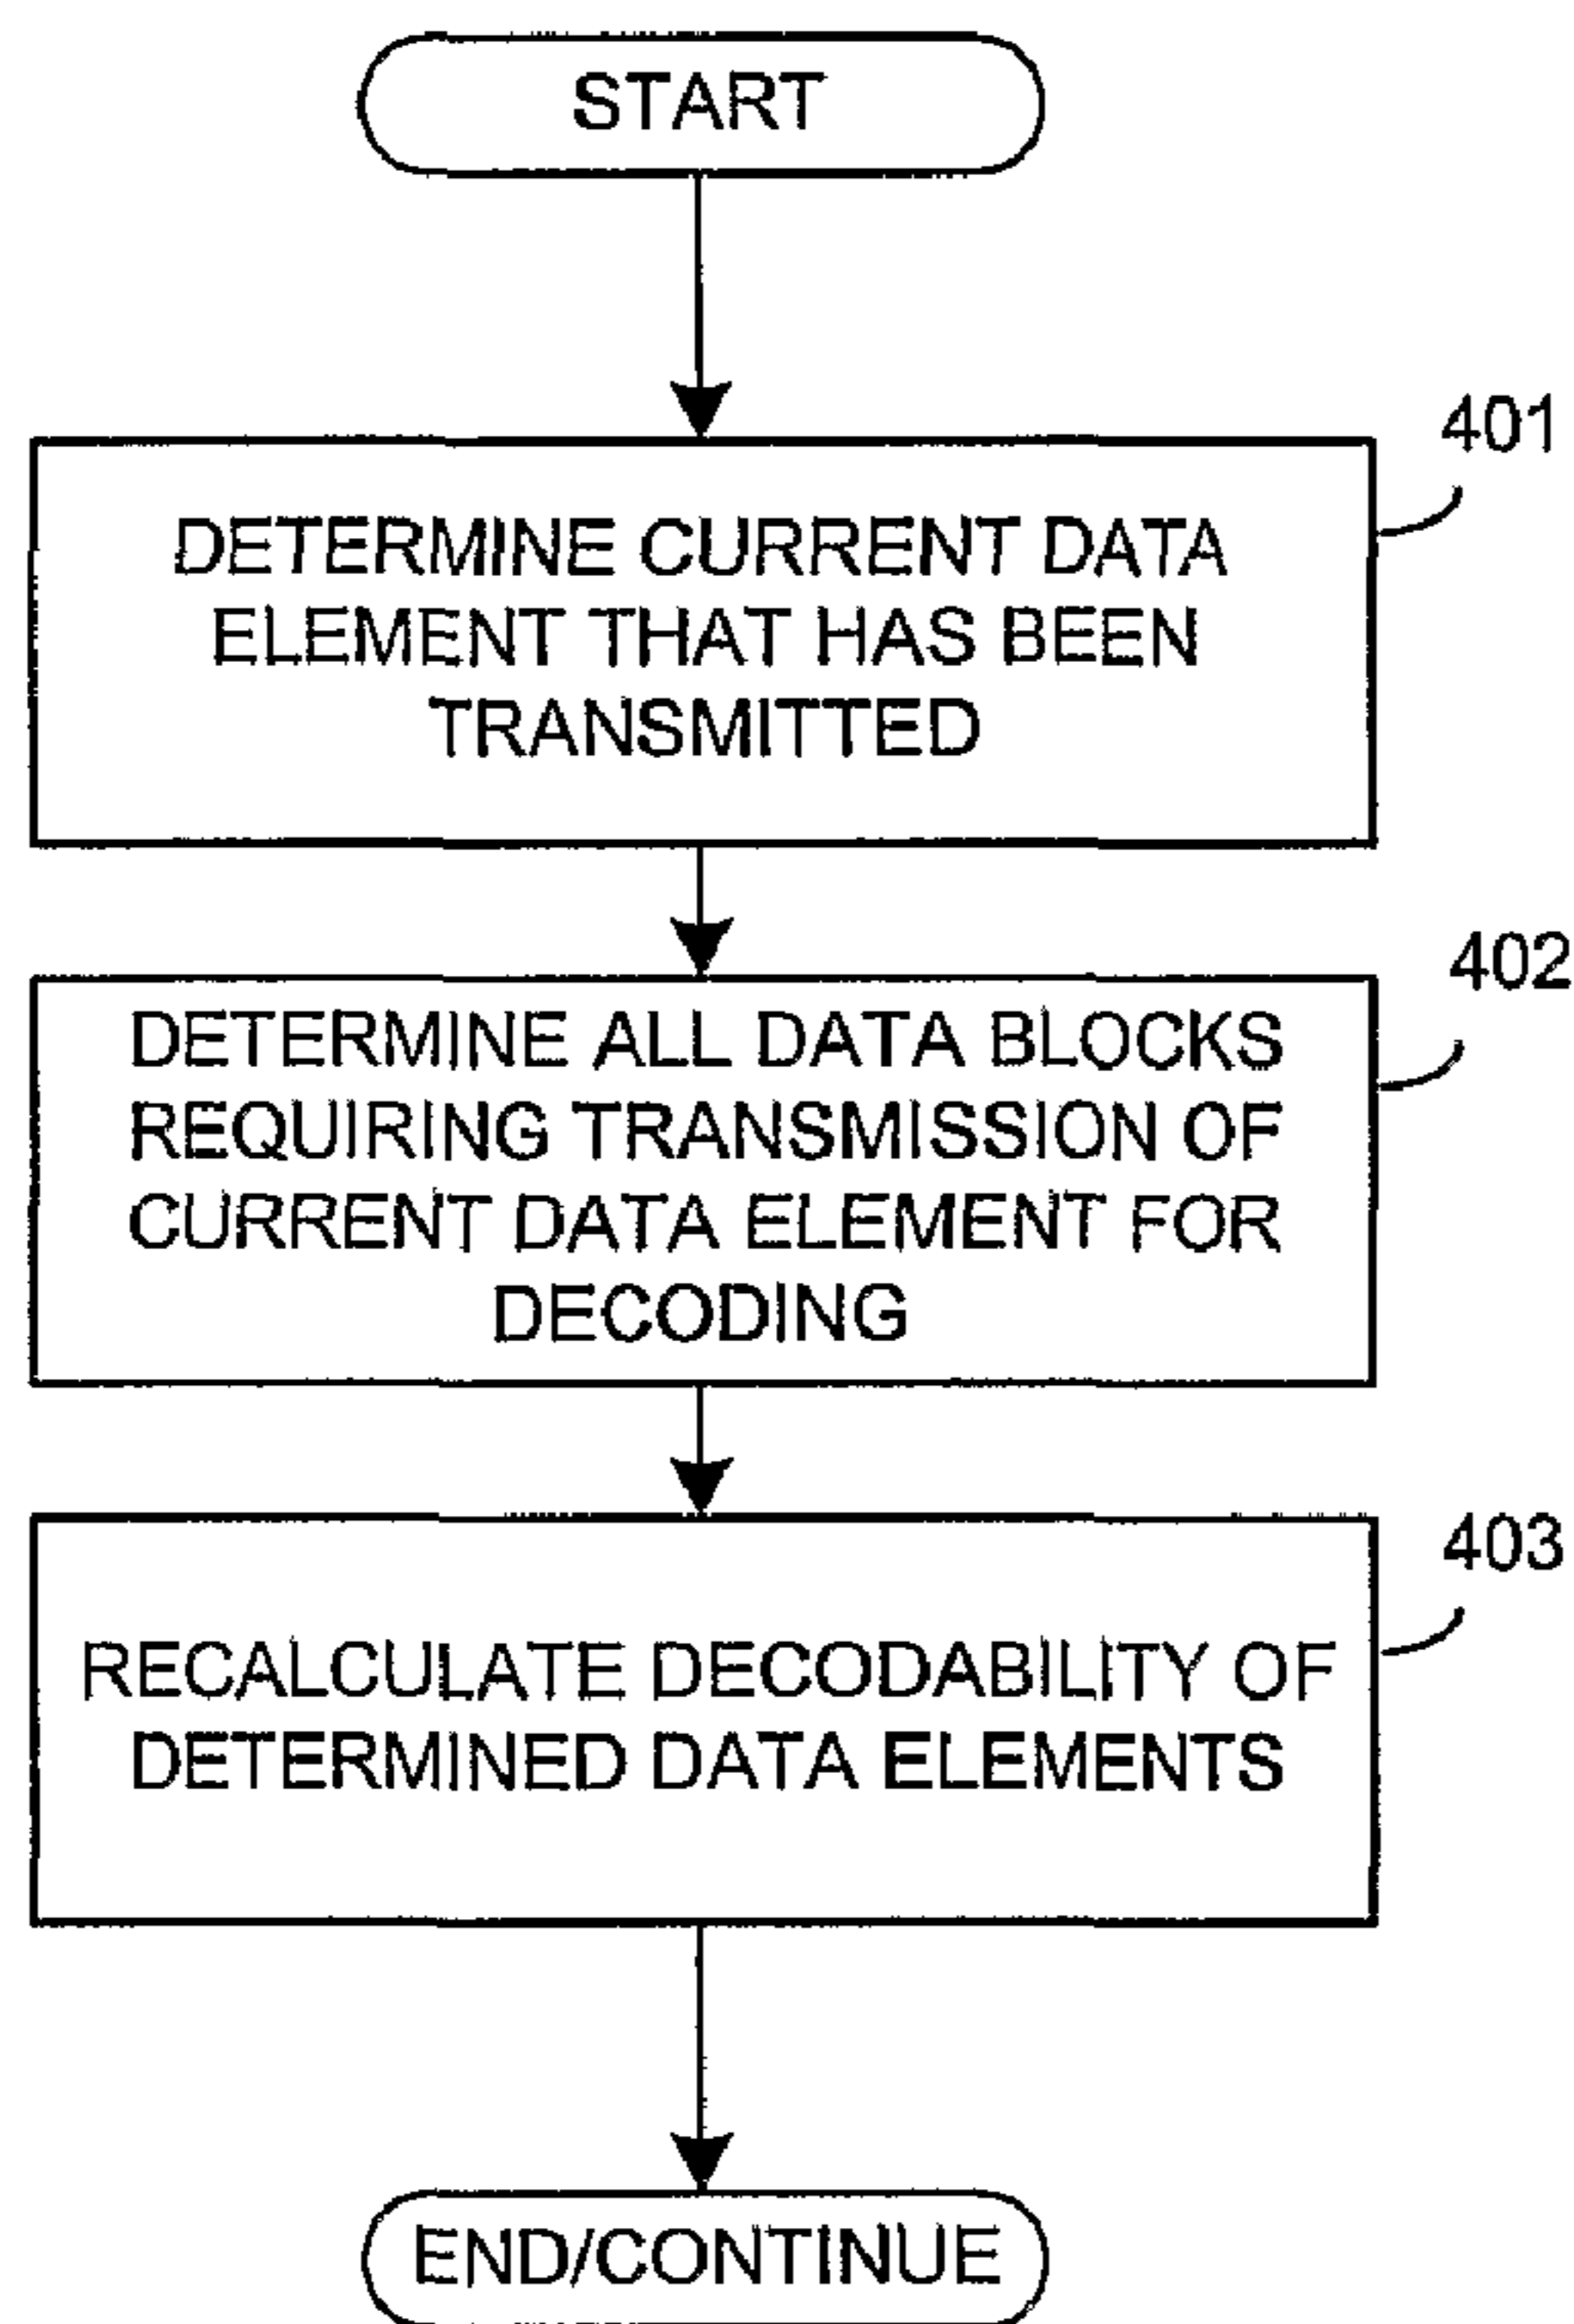 START
401
DETERMINE CURRENT DATA
ELEMENT THAT HAS BEEN
TRANSMITTED
402
DETERMINE ALL DATA BLOCKS
REQUIRING TRANSMISSION OF
CURRENT DATA ELEMENT FOR
DECODING
403
RECALCULATE DECODABILITY OF
DETERMINED DATA ELEMENTS
END/CONTINUE